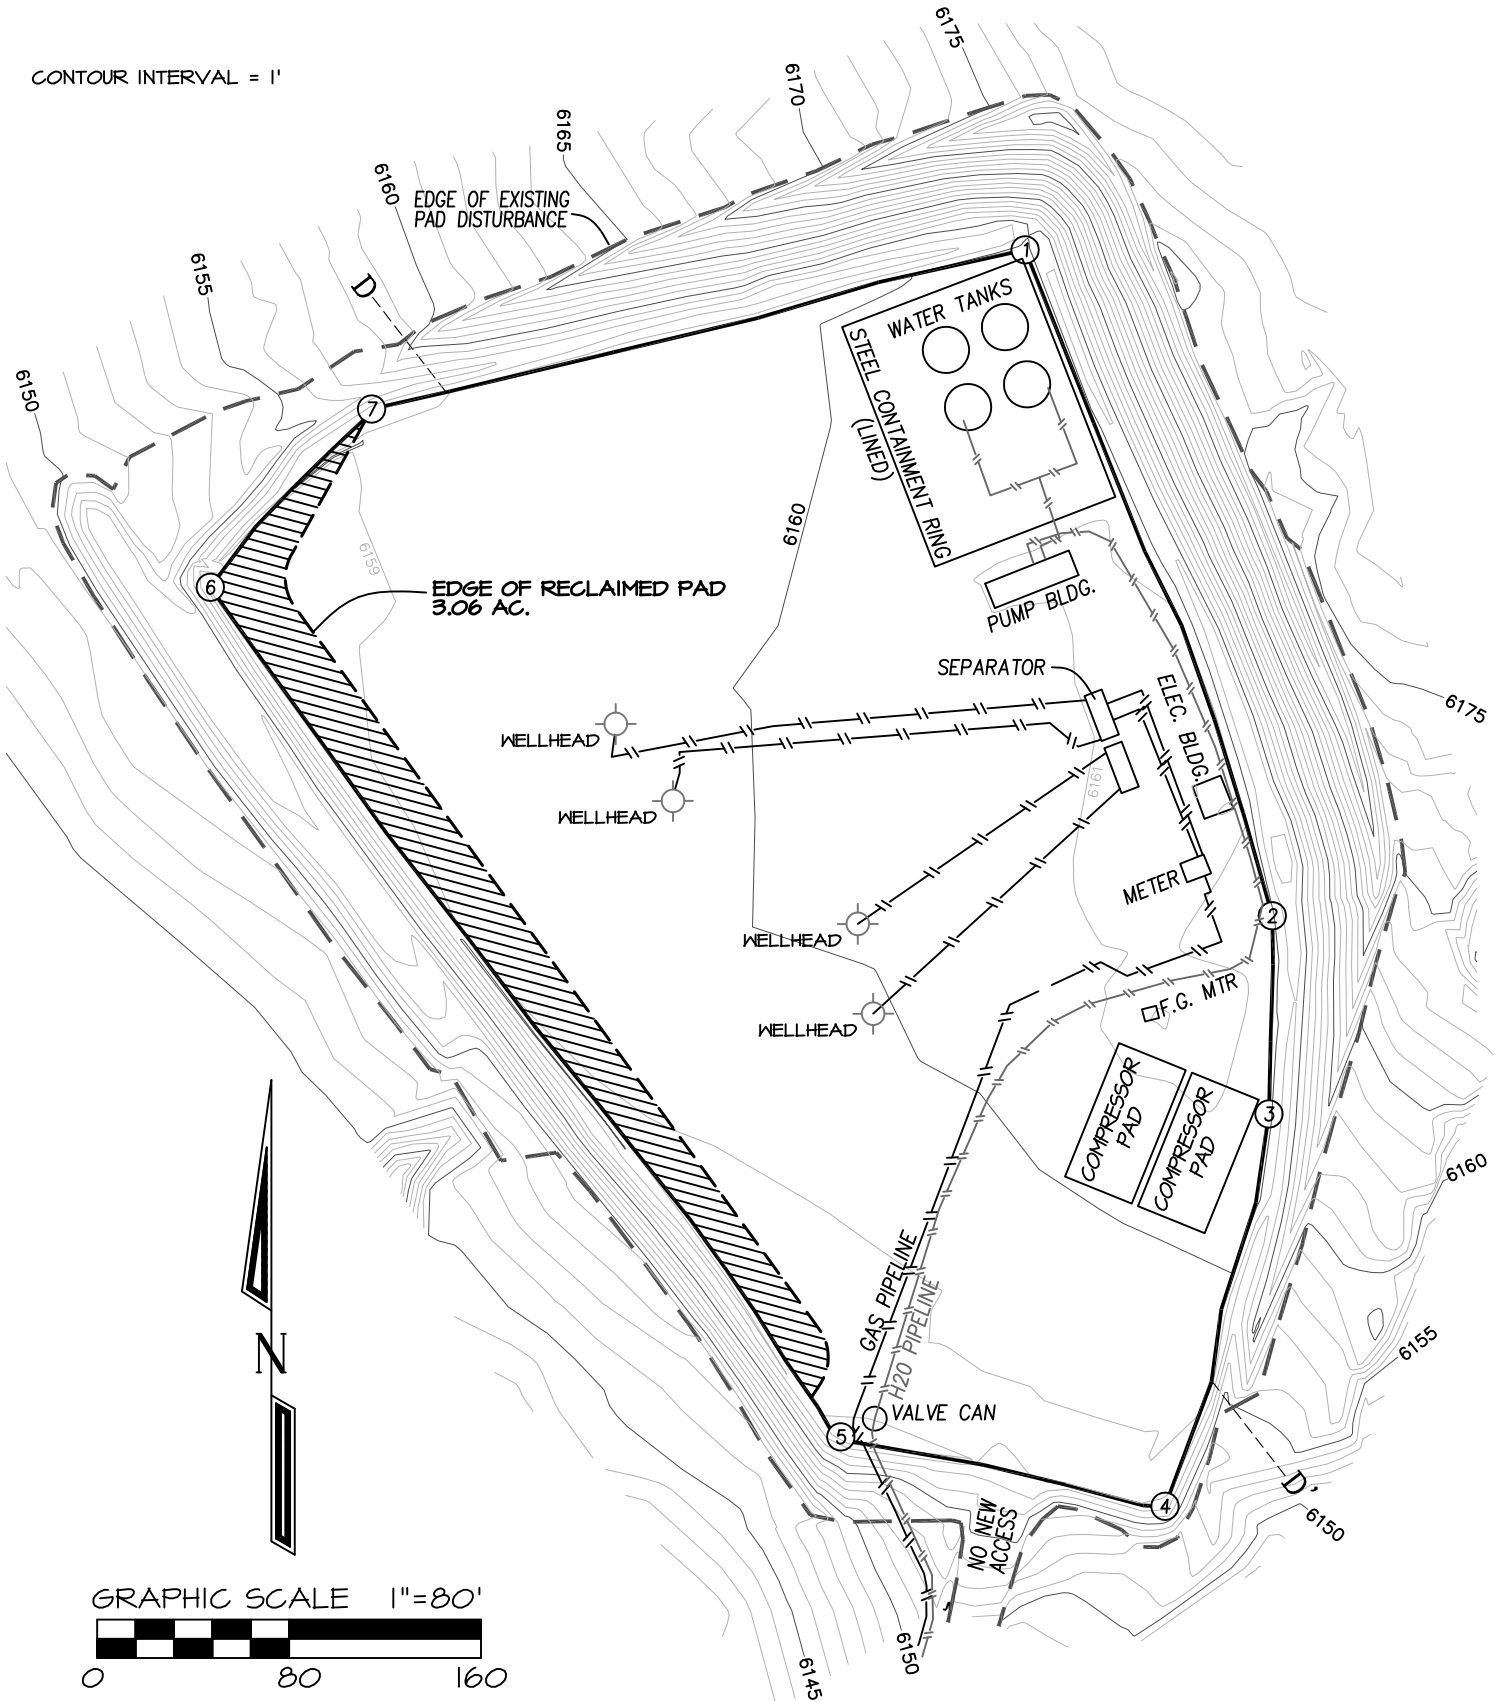 CONTOUR INTERVAL = 1'
6175
6170
6165
6160
EDGE OF EXISTING
PAD DISTURBANCE
6155
D
6150
1
WATER TANKS
STEEL CONTAINMENT RING
(LINED)
7
6160
6159
6
EDGE OF RECLAIMED PAD
3.06 AC.
PUMP BLDG.
SEPARATOR
ELEC. BLDG.
6175
WELLHEAD
WELLHEAD
6161
METER
2
WELLHEAD
WELLHEAD
F.G. MTR
COMPRESSOR
PAD
COMPRESSOR
PAD
3
6160
GAS PIPELINE
H20 PIPELINE
N
6155
VALVE CAN
5
D'
4
6150
NO NEW
ACCESS
GRAPHIC SCALE 1"=80'
0 80 160
6150
6145